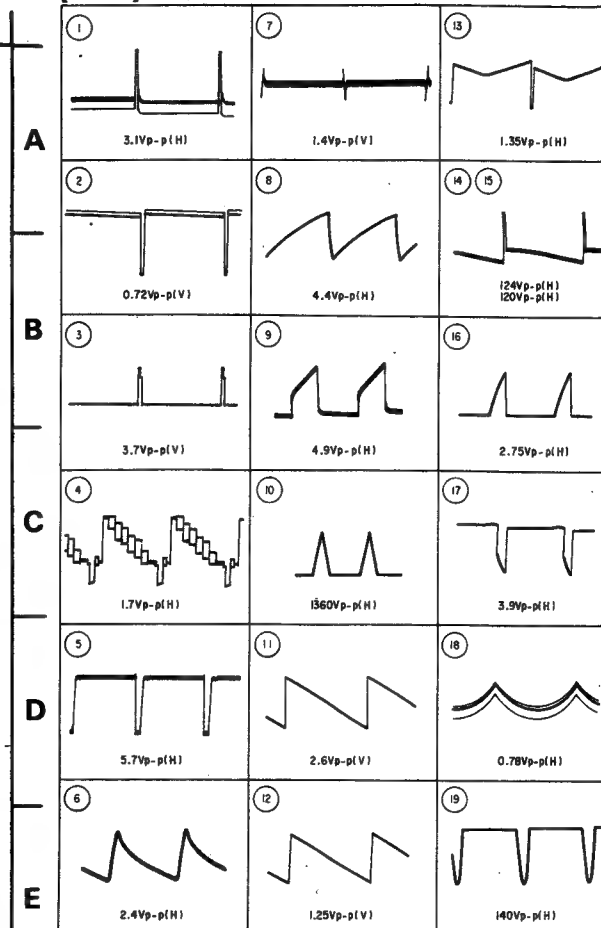 1
7
13
3.1Vp-p(H)
1.4Vp-p(V)
1.35Vp-p(H)
A
2
8
14 15
0.72Vp-p(V)
4.4Vp-p(H)
124Vp-p(H)
120Vp-p(H)
B
3
9
16
3.7Vp-p(V)
4.9Vp-p(H)
2.75Vp-p(H)
4
10
17
C
1.7Vp-p(H)
1360Vp-p(H)
3.9Vp-p(H)
5
11
18
D
5.7Vp-p(H)
2.6Vp-p(V)
0.78Vp-p(H)
6
12
19
E
2.4Vp-p(H)
1.25Vp-p(V)
140Vp-p(H)